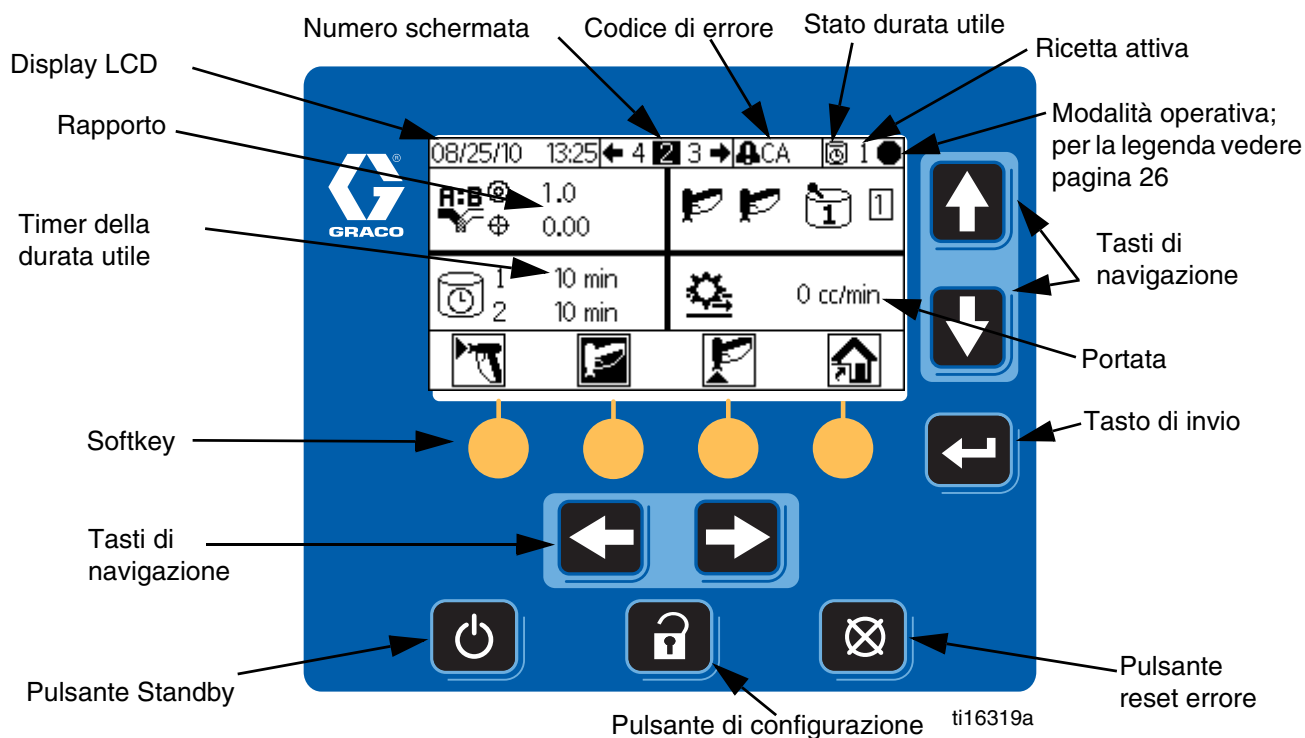 Numero schermata
Codice di errore
Stato durata utile
Ricetta attiva
Display LCD
Rapporto
Modalità operativa;
per la legenda vedere
pagina 26
Timer della
durata utile
Tasti di
navigazione
Portata
Softkey
Tasto di invio
Tasti di
navigazione
Pulsante Standby
Pulsante di configurazione
Pulsante
reset errore
ti16319a
GRACO
08/25/10 13:25 4 2 3 CA 1
A:B 1.0
0.00
1 1
1 10 min
2 10 min
0 cc/min